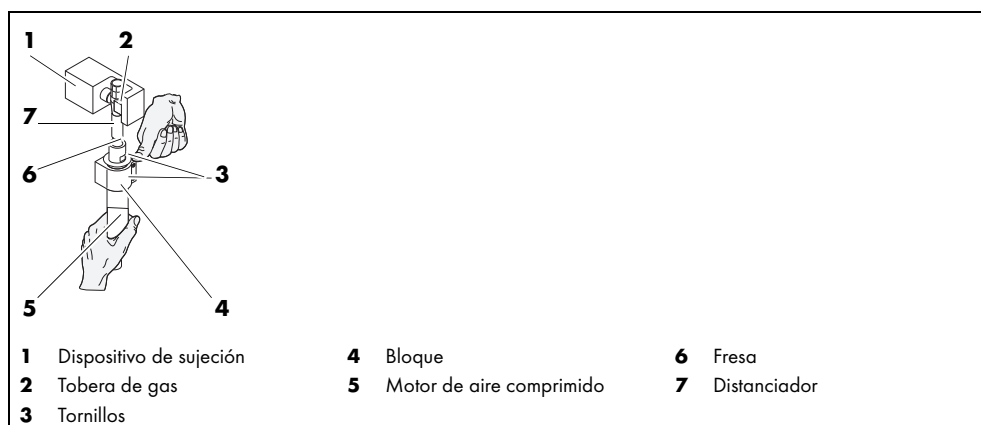 1 2
7
6 3
5 4
1 Dispositivo de sujeción 4 Bloque 6 Fresa
2 Tobera de gas 5 Motor de aire comprimido 7 Distanciador
3 Tornillos